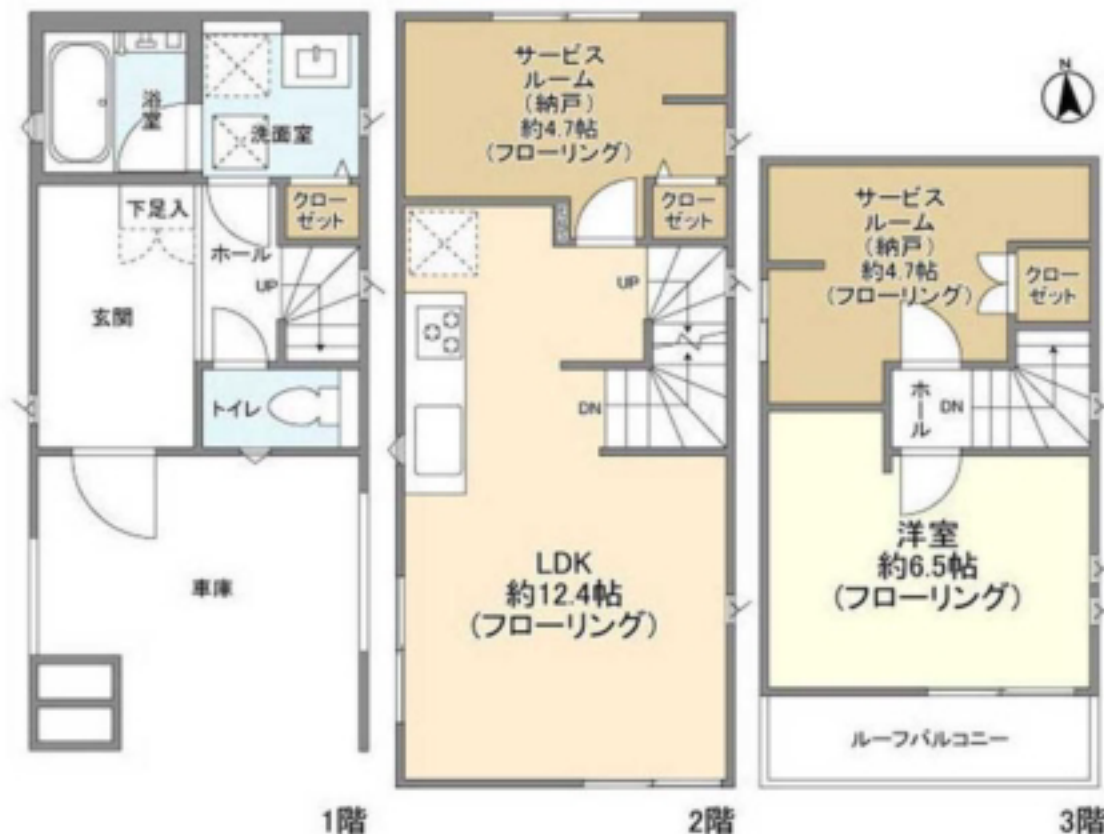 浴室
洗面室
下足入
クロー
ゼット
ホール
UP
玄関
トイレ
車庫
1階
サービス
ルーム
(納戸)
約4.7帖
(フローリング)
クロー
ゼット
UP
DN
LDK
約12.4帖
(フローリング)
2階
N
サービス
ルーム
(納戸)
約4.7帖
(フローリング)
クロー
ゼット
ホール
DN
洋室
約6.5帖
(フローリング)
ルーフバルコニー
3階